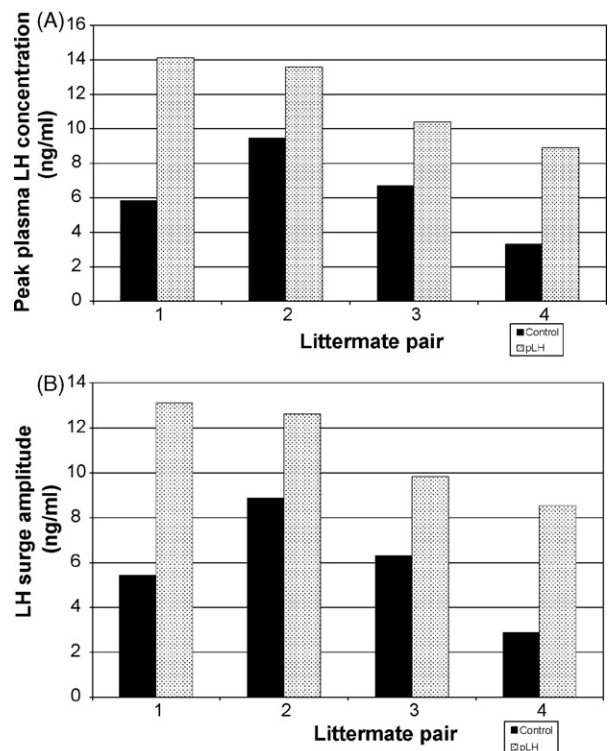 (A)
Peak plasma LH concentration
(ng/ml)
16
14
12
10
8
6
4
2
0
1 2 3 4
Littermate pair
Control
pLH
(B)
LH surge amplitude
(ng/ml)
14
12
10
8
6
4
2
0
1 2 3 4
Littermate pair
Control
pLH